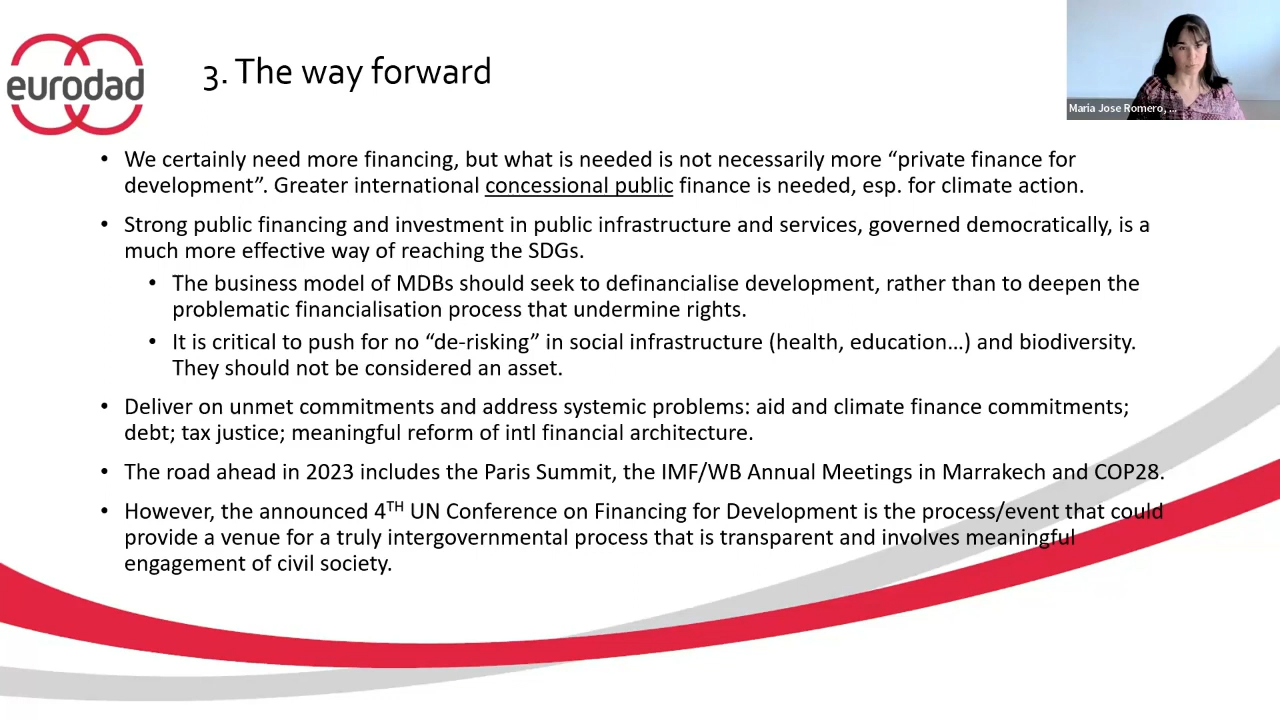 eurodad
3. The way forward
Maria Jose Romero, ...
• We certainly need more financing, but what is needed is not necessarily more “private finance for
development”. Greater international concessional public finance is needed, esp. for climate action.
• Strong public financing and investment in public infrastructure and services, governed democratically, is a
much more effective way of reaching the SDGs.
• The business model of MDBs should seek to definancialise development, rather than to deepen the
problematic financialisation process that undermine rights.
• It is critical to push for no “de-risking” in social infrastructure (health, education…) and biodiversity.
They should not be considered an asset.
• Deliver on unmet commitments and address systemic problems: aid and climate finance commitments;
debt; tax justice; meaningful reform of intl financial architecture.
• The road ahead in 2023 includes the Paris Summit, the IMF/WB Annual Meetings in Marrakech and COP28.
• However, the announced 4TH UN Conference on Financing for Development is the process/event that could
provide a venue for a truly intergovernmental process that is transparent and involves meaningful
engagement of civil society.